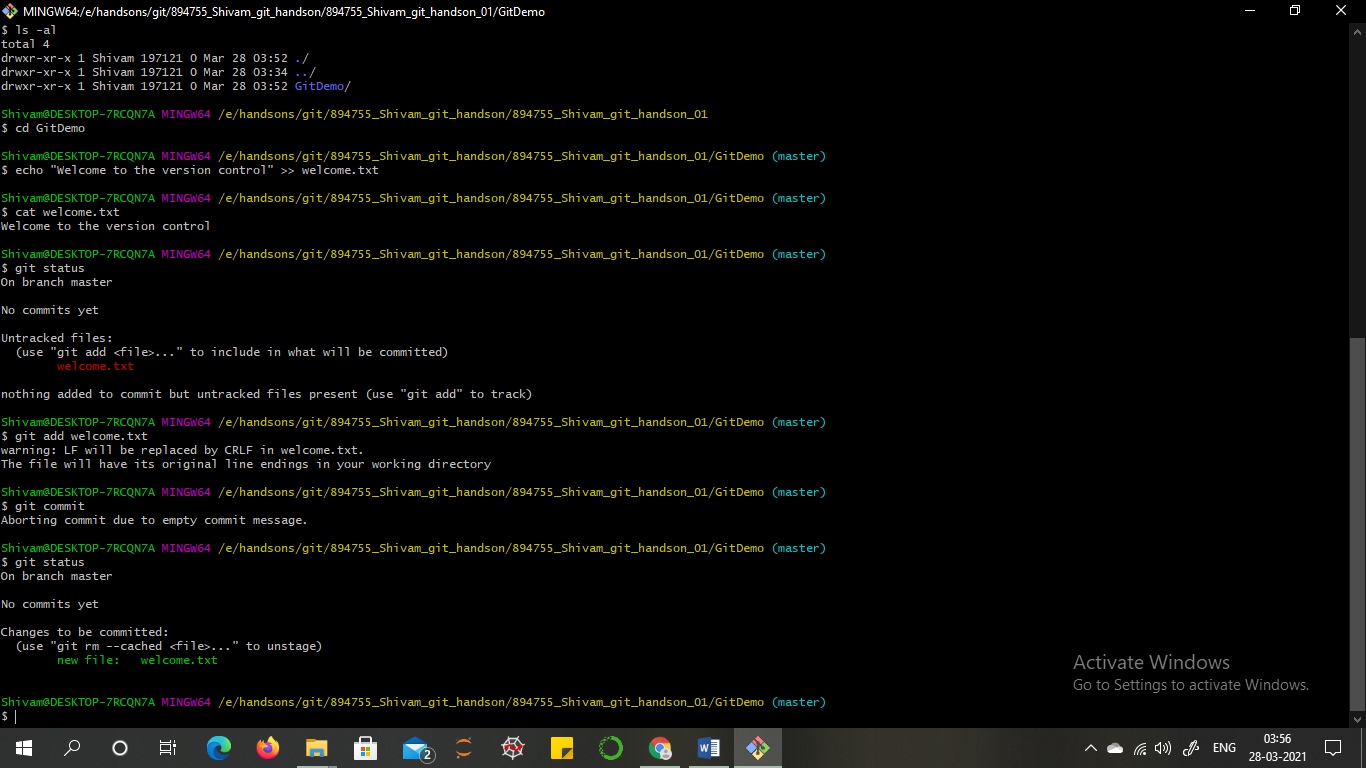 MINGW64:/e/handsons/git/894755_Shivam_git_handson/894755_Shivam_git_handson_01/GitDemo
$ ls -al
total 4
drwxr-xr-x 1 Shivam 197121 0 Mar 28 03:52 ./
drwxr-xr-x 1 Shivam 197121 0 Mar 28 03:34 ../
drwxr-xr-x 1 Shivam 197121 0 Mar 28 03:52 GitDemo/
Shivam@DESKTOP-7RCQN7A MINGW64 /e/handsons/git/894755_Shivam_git_handson/894755_Shivam_git_handson_01
$ cd GitDemo
Shivam@DESKTOP-7RCQN7A MINGW64 /e/handsons/git/894755_Shivam_git_handson/894755_Shivam_git_handson_01/GitDemo (master)
$ echo "Welcome to the version control" >> welcome.txt
Shivam@DESKTOP-7RCQN7A MINGW64 /e/handsons/git/894755_Shivam_git_handson/894755_Shivam_git_handson_01/GitDemo (master)
$ cat welcome.txt
Welcome to the version control
Shivam@DESKTOP-7RCQN7A MINGW64 /e/handsons/git/894755_Shivam_git_handson/894755_Shivam_git_handson_01/GitDemo (master)
$ git status
On branch master
No commits yet
Untracked files:
(use "git add <file>..." to include in what will be committed)
welcome.txt
nothing added to commit but untracked files present (use "git add" to track)
Shivam@DESKTOP-7RCQN7A MINGW64 /e/handsons/git/894755_Shivam_git_handson/894755_Shivam_git_handson_01/GitDemo (master)
$ git add welcome.txt
warning: LF will be replaced by CRLF in welcome.txt.
The file will have its original line endings in your working directory
Shivam@DESKTOP-7RCQN7A MINGW64 /e/handsons/git/894755_Shivam_git_handson/894755_Shivam_git_handson_01/GitDemo (master)
$ git commit
Aborting commit due to empty commit message.
Shivam@DESKTOP-7RCQN7A MINGW64 /e/handsons/git/894755_Shivam_git_handson/894755_Shivam_git_handson_01/GitDemo (master)
$ git status
On branch master
No commits yet
Changes to be committed:
(use "git rm --cached <file>..." to unstage)
new file:   welcome.txt
Shivam@DESKTOP-7RCQN7A MINGW64 /e/handsons/git/894755_Shivam_git_handson/894755_Shivam_git_handson_01/GitDemo (master)
$
Activate Windows
Go to Settings to activate Windows.
2
ENG
03:56
28-03-2021